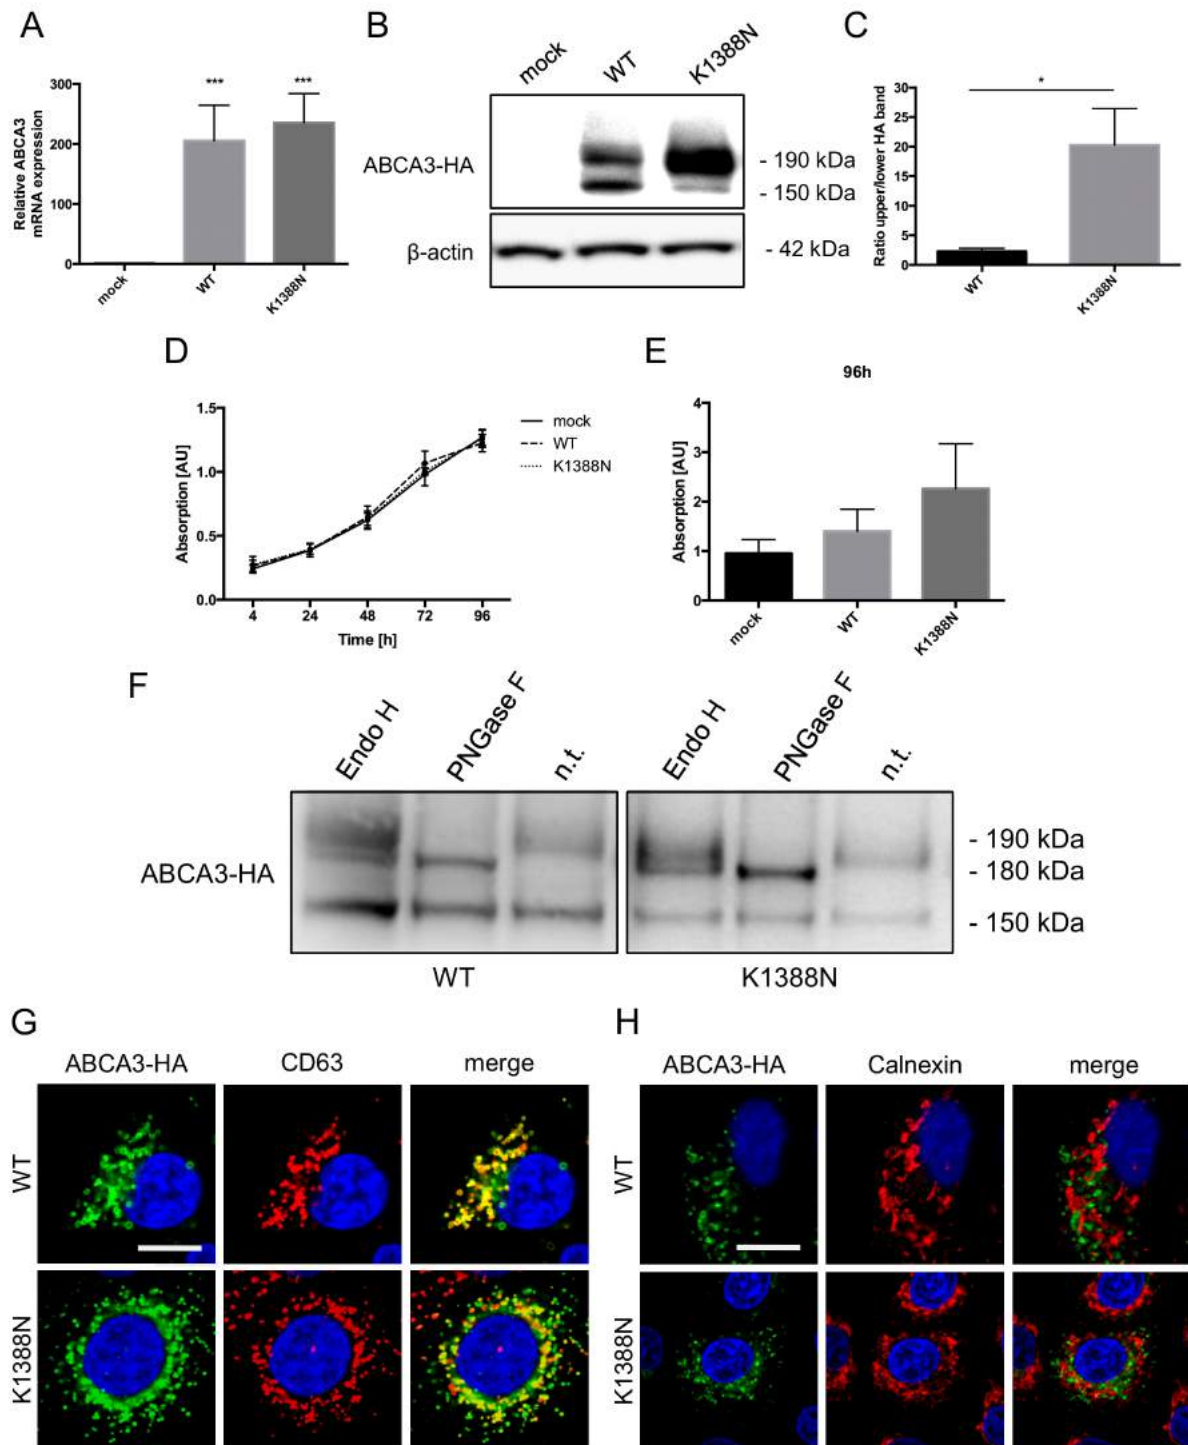 A
Relative ABCA3
mRNA expression
300
200
100
0
***
***
mock
WT
K1388N
B
mock
WT
K1388N
ABCA3-HA
- 190 kDa
- 150 kDa
β-actin
- 42 kDa
C
Ratio upper/lower HA band
30
25
20
15
10
5
0
*
WT
K1388N
D
Absorption [AU]
1.5
1.0
0.5
0.0
4 24 48 72 96
Time [h]
mock
WT
K1388N
E
96h
Absorption [AU]
4
3
2
1
0
mock
WT
K1388N
F
Endo H
PNGase F
n.t.
Endo H
PNGase F
n.t.
ABCA3-HA
- 190 kDa
- 180 kDa
- 150 kDa
WT
K1388N
G
ABCA3-HA CD63 merge
WT
K1388N
H
ABCA3-HA Calnexin merge
WT
K1388N